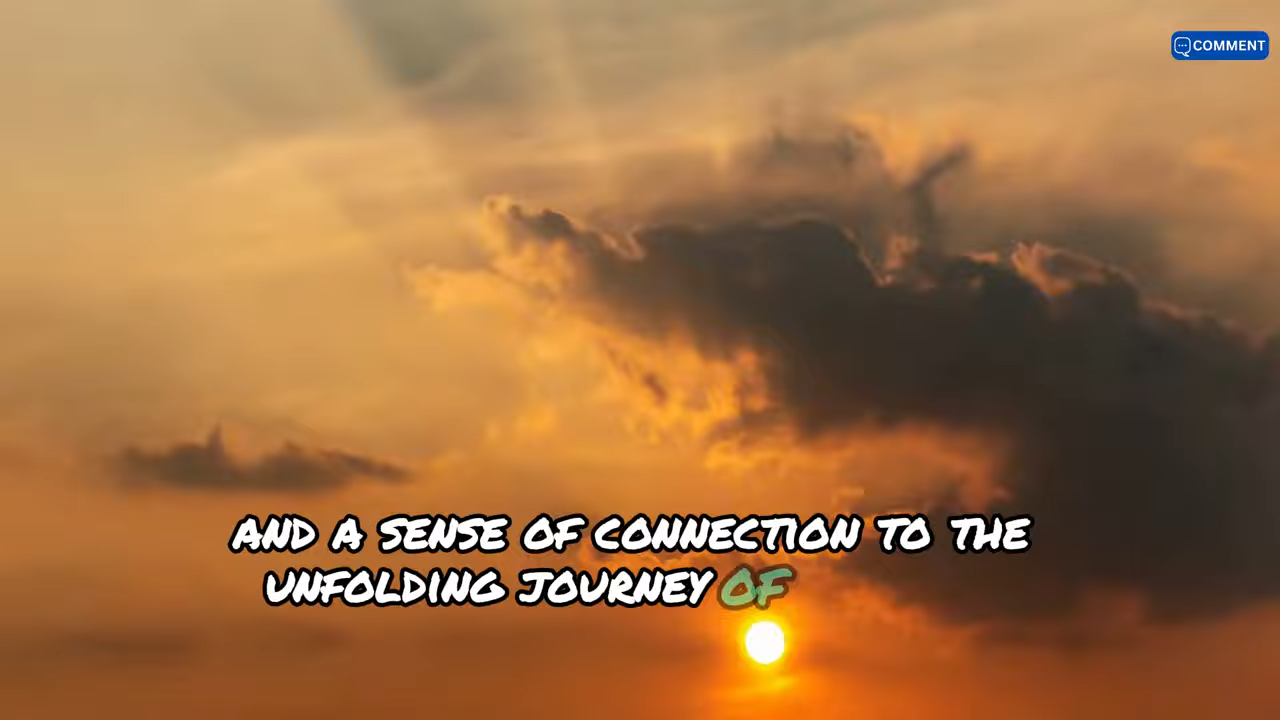 COMMENT
AND A SENSE OF CONNECTION TO THE
UNFOLDING JOURNEY OF